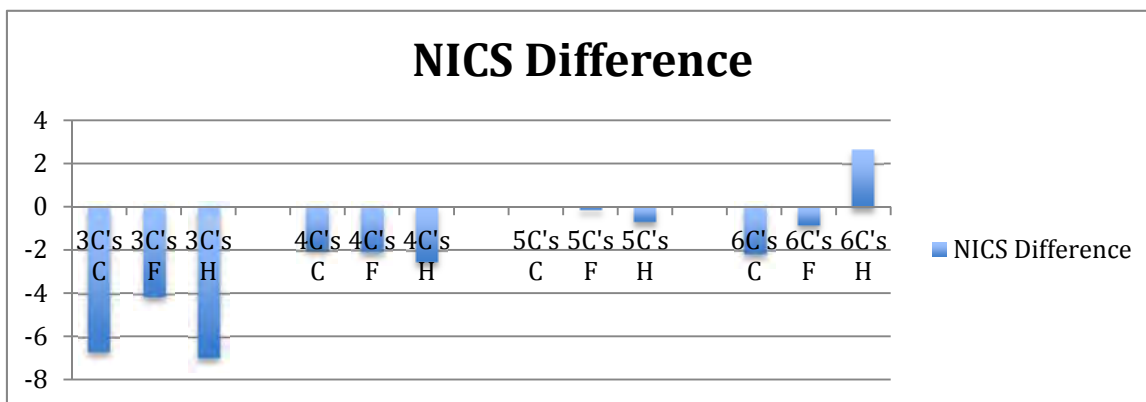 NICS Difference
4
2
0
-2
-4
-6
-8
3C's 3C's 3C's 4C's 4C's 4C's 5C's 5C's 5C's 6C's 6C's 6C's
C F H C F H C F H C F H
NICS Difference